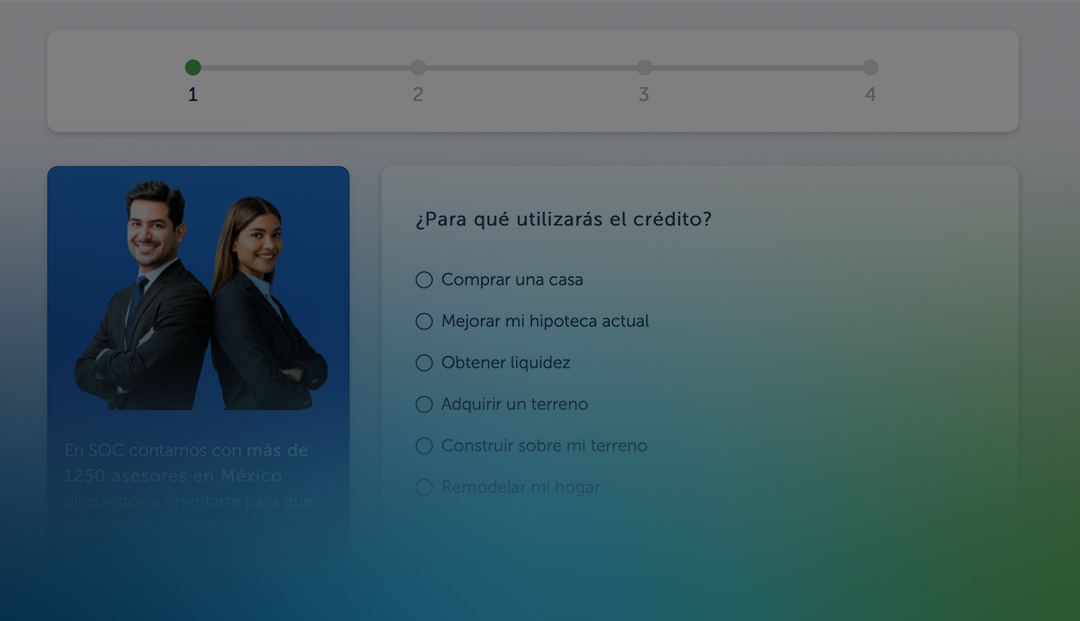 1
2
3
4
¿Para qué utilizarás el crédito?
Comprar una casa
Mejorar mi hipoteca actual
Obtener liquidez
Adquirir un terreno
Construir sobre mi terreno
Remodelar mi hogar
En SOC contamos con más de
1250 asesores en México
dispuestos a orientarte para que
crédito